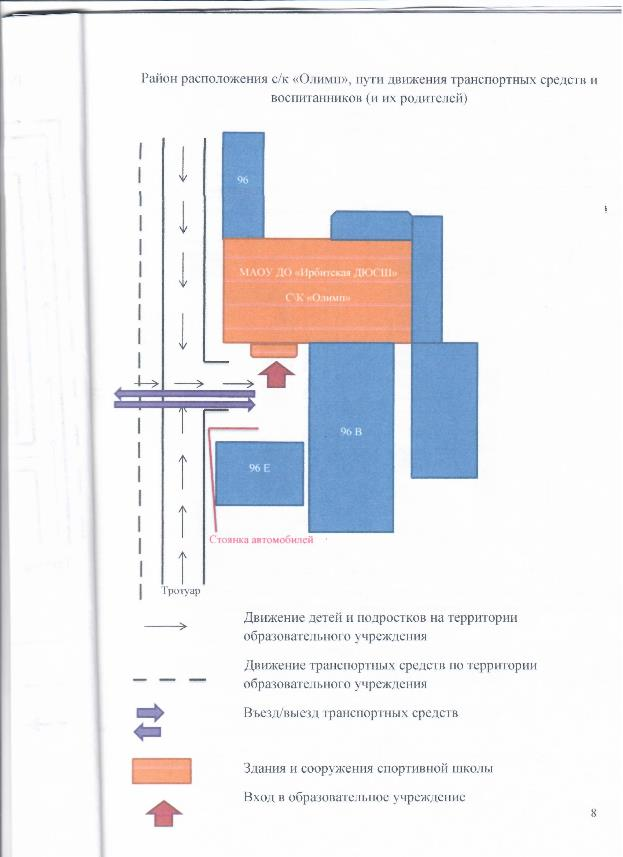 Район расположения с/к «Олимп», пути движения транспортных средств и
воспитанников (и их родителей)
96
МАОУ ДО «Ирбитская ДЮСШ»
С\К «Олимп»
96 В
96 Е
Стоянка автомобилей
Тротуар
Движение детей и подростков на территории
образовательного учреждения
Движение транспортных средств по территории
образовательного учреждения
Въезд/выезд транспортных средств
Здания и сооружения спортивной школы
Вход в образовательное учреждение
8